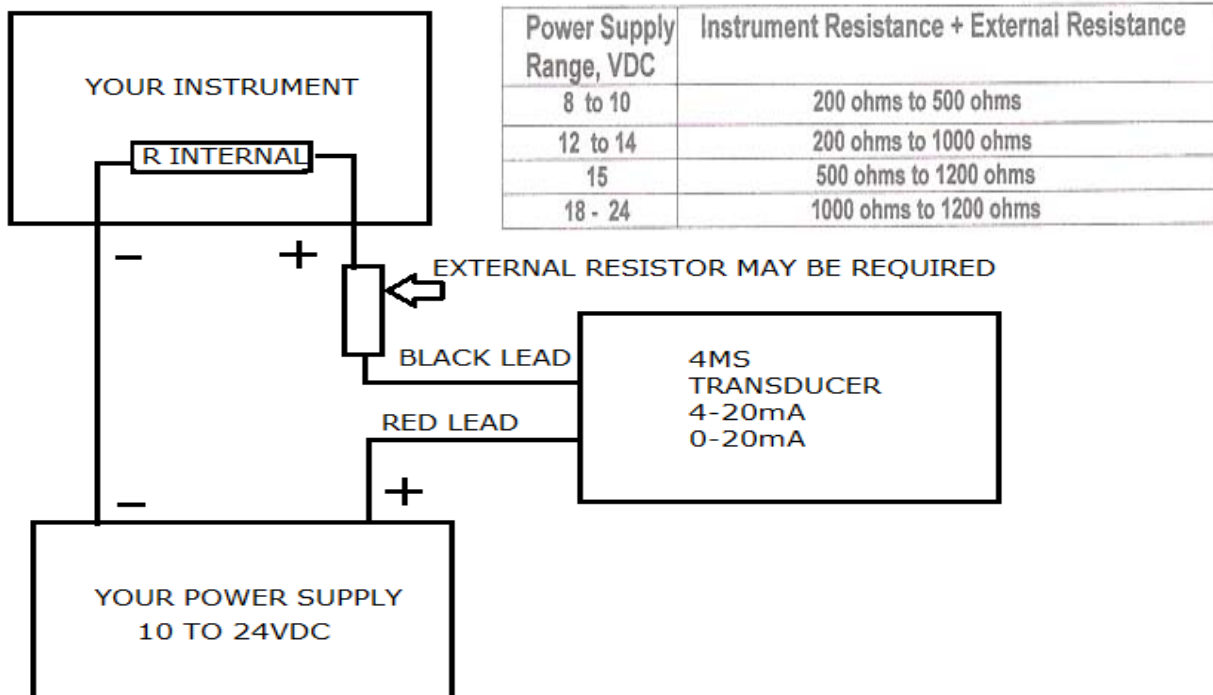 Power Supply Range, VDC
Instrument Resistance + External Resistance
8 to 10
200 ohms to 500 ohms
12 to 14
200 ohms to 1000 ohms
15
500 ohms to 1200 ohms
18 - 24
1000 ohms to 1200 ohms
YOUR INSTRUMENT
R INTERNAL
-
+
EXTERNAL RESISTOR MAY BE REQUIRED
BLACK LEAD
RED LEAD
4MS
TRANSDUCER
4-20mA
0-20mA
-
+
YOUR POWER SUPPLY
10 TO 24VDC